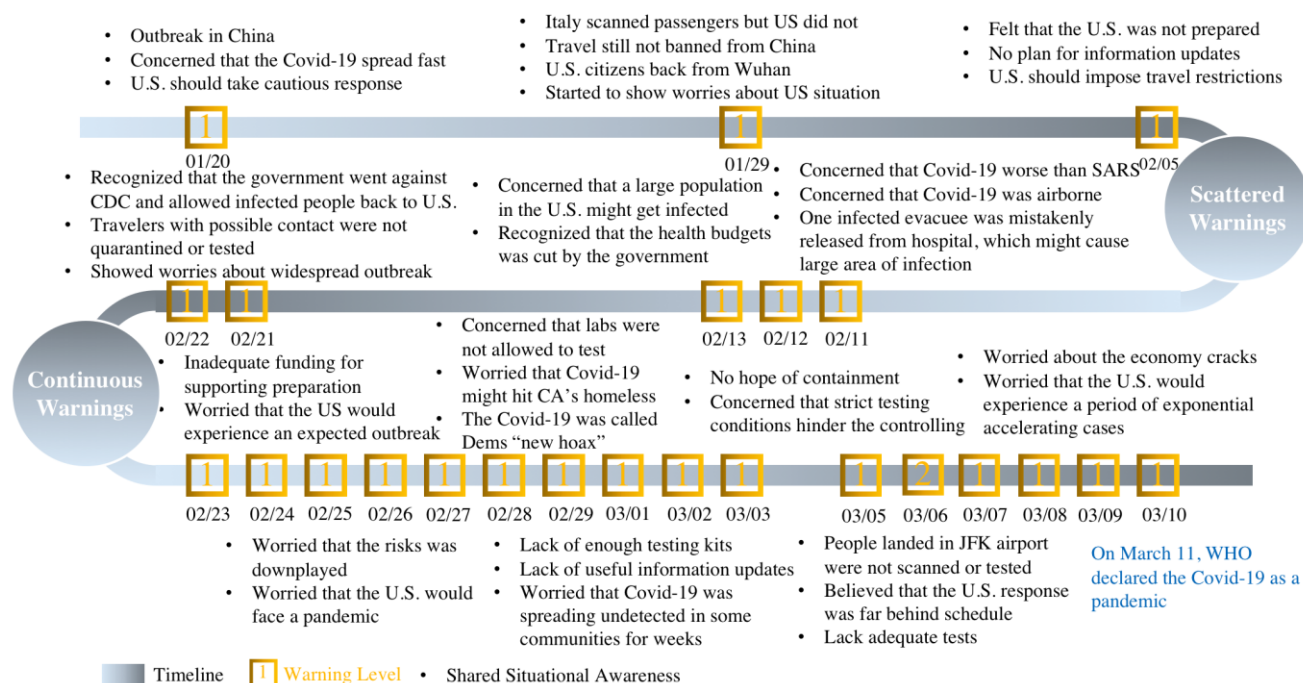 • Outbreak in China
• Concerned that the Covid-19 spread fast
• U.S. should take cautious response
• Italy scanned passengers but US did not
• Travel still not banned from China
• U.S. citizens back from Wuhan
• Started to show worries about US situation
• Felt that the U.S. was not prepared
• No plan for information updates
• U.S. should impose travel restrictions
1 1 1
01/20 01/29 02/05
Scattered
Warnings
• Recognized that the government went against
CDC and allowed infected people back to U.S.
• Travelers with possible contact were not
quarantined or tested
• Showed worries about widespread outbreak
• Concerned that a large population
in the U.S. might get infected
• Recognized that the health budgets
was cut by the government
• Concerned that Covid-19 worse than SARS
• Concerned that Covid-19 was airborne
• One infected evacuee was mistakenly
released from hospital, which might cause
large area of infection
1 1 1 1 1
02/22 02/21 02/13 02/12 02/11
Continuous
Warnings
• Inadequate funding for
supporting preparation
• Worried that the US would
experience an expected outbreak
• Concerned that labs were
not allowed to test
• Worried that Covid-19
might hit CA’s homeless
• The Covid-19 was called
Dems “new hoax”
• No hope of containment
• Concerned that strict testing
conditions hinder the controlling
• Worried about the economy cracks
• Worried that the U.S. would
experience a period of exponential
accelerating cases
1 1 1 1 1 1 1 1 1 1 1 2 1 1 1 1
02/23 02/24 02/25 02/26 02/27 02/28 02/29 03/01 03/02 03/03 03/05 03/06 03/07 03/08 03/09 03/10
• Worried that the risks was
downplayed
• Worried that the U.S. would
face a pandemic
• Lack of enough testing kits
• Lack of useful information updates
• Worried that Covid-19 was
spreading undetected in some
communities for weeks
• People landed in JFK airport
were not scanned or tested
• Believed that the U.S. response
was far behind schedule
• Lack adequate tests
On March 11, WHO
declared the Covid-19 as a
pandemic
Timeline 1 Warning Level • Shared Situational Awareness